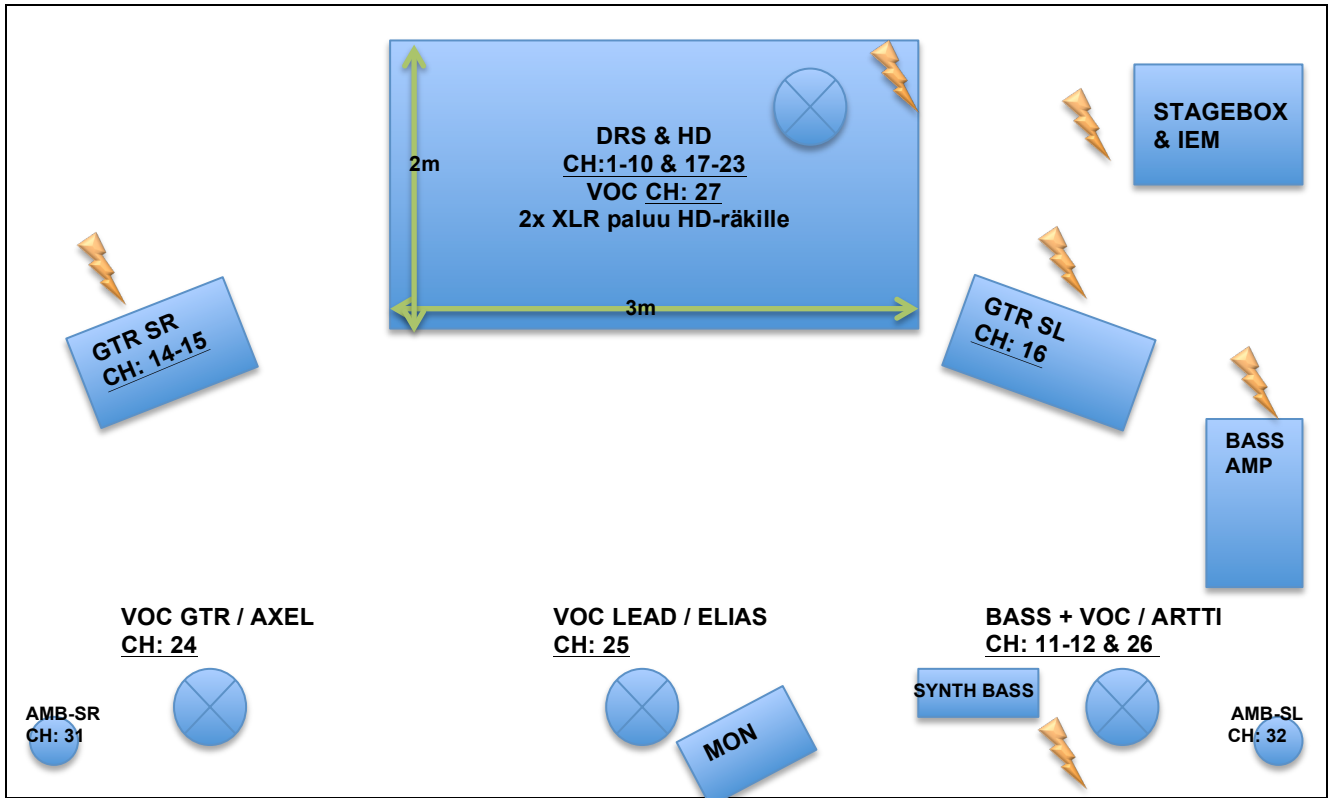 DRS & HD
CH:1-10 & 17-23
VOC CH: 27
2x XLR paluu HD-räkille
2m
3m
STAGEBOX
& IEM
GTR SR
CH: 14-15
GTR SL
CH: 16
BASS
AMP
VOC GTR / AXEL
CH: 24
VOC LEAD / ELIAS
CH: 25
BASS + VOC / ARTTI
CH: 11-12 & 26
SYNTH BASS
AMB-SR
CH: 31
MON
AMB-SL
CH: 32